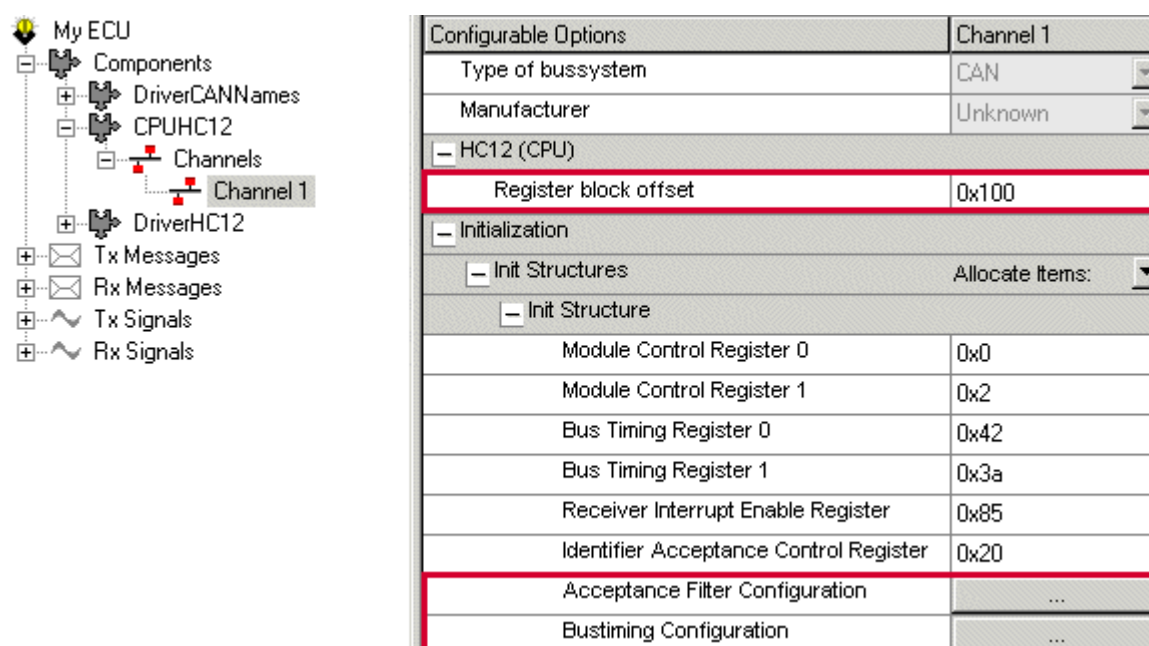 My ECU
Components
DriverCANNames
CPUHC12
Channels
Channel 1
DriverHC12
Tx Messages
Rx Messages
Tx Signals
Rx Signals
Configurable Options Channel 1
Type of bussystem CAN
Manufacturer Unknown
HC12 (CPU)
Register block offset 0x100
Initialization
Init Structures Allocate Items:
Init Structure
Module Control Register 0 0x0
Module Control Register 1 0x2
Bus Timing Register 0 0x42
Bus Timing Register 1 0x3a
Receiver Interrupt Enable Register 0x85
Identifier Acceptance Control Register 0x20
Acceptance Filter Configuration ...
Bustiming Configuration ...